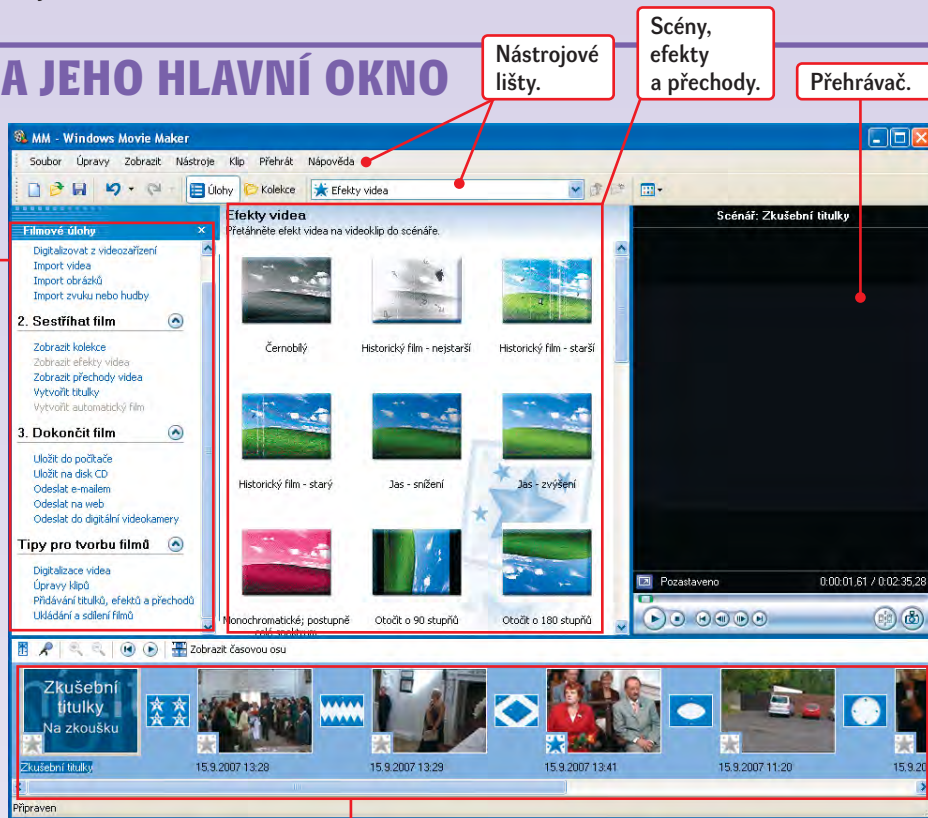 A JEHO HLAVNÍ OKNO
Nástrojové
lišty.
Scény,
efekty
a přechody.
Přehrávač.
MM - Windows Movie Maker
Soubor Úpravy Zobrazit Nástroje Klip Přehrát Nápověda
Úlohy Kolekce Efekty videa
Filmové úlohy
Digitalizovat z videozařízení
Import videa
Import obrázků
Import zvuku nebo hudby
2. Sestříhat film
Zobrazit kolekce
Zobrazit efekty videa
Zobrazit přechody videa
Vytvořit titulky
Vytvořit automatický film
3. Dokončit film
Uložit do počítače
Uložit na disk CD
Odeslat e-mailem
Odeslat na web
Odeslat do digitální videokamery
Tipy pro tvorbu filmů
Digitalizace videa
Úpravy klipů
Přidávání titulků, efektů a přechodů
Ukládání a sdílení filmů
Efekty videa
Přetáhněte efekt videa na videoklip do scénáře.
Černobílý Historický film - nejstarší Historický film - starší
Historický film - starý Jas - snížení Jas - zvýšení
Monochromatické; postupně Otočit o 90 stupňů Otočit o 180 stupňů
celé spektrum
Scénář: Zkušební titulky
Pozastaveno 0:00:01,61 / 0:02:35,28
Zobrazit časovou osu
Zkušební
titulky
Na zkoušku
Zkušební titulky 15.9.2007 13:28 15.9.2007 13:29 15.9.2007 13:41 15.9.2007 11:20 15.9.20
Připraven